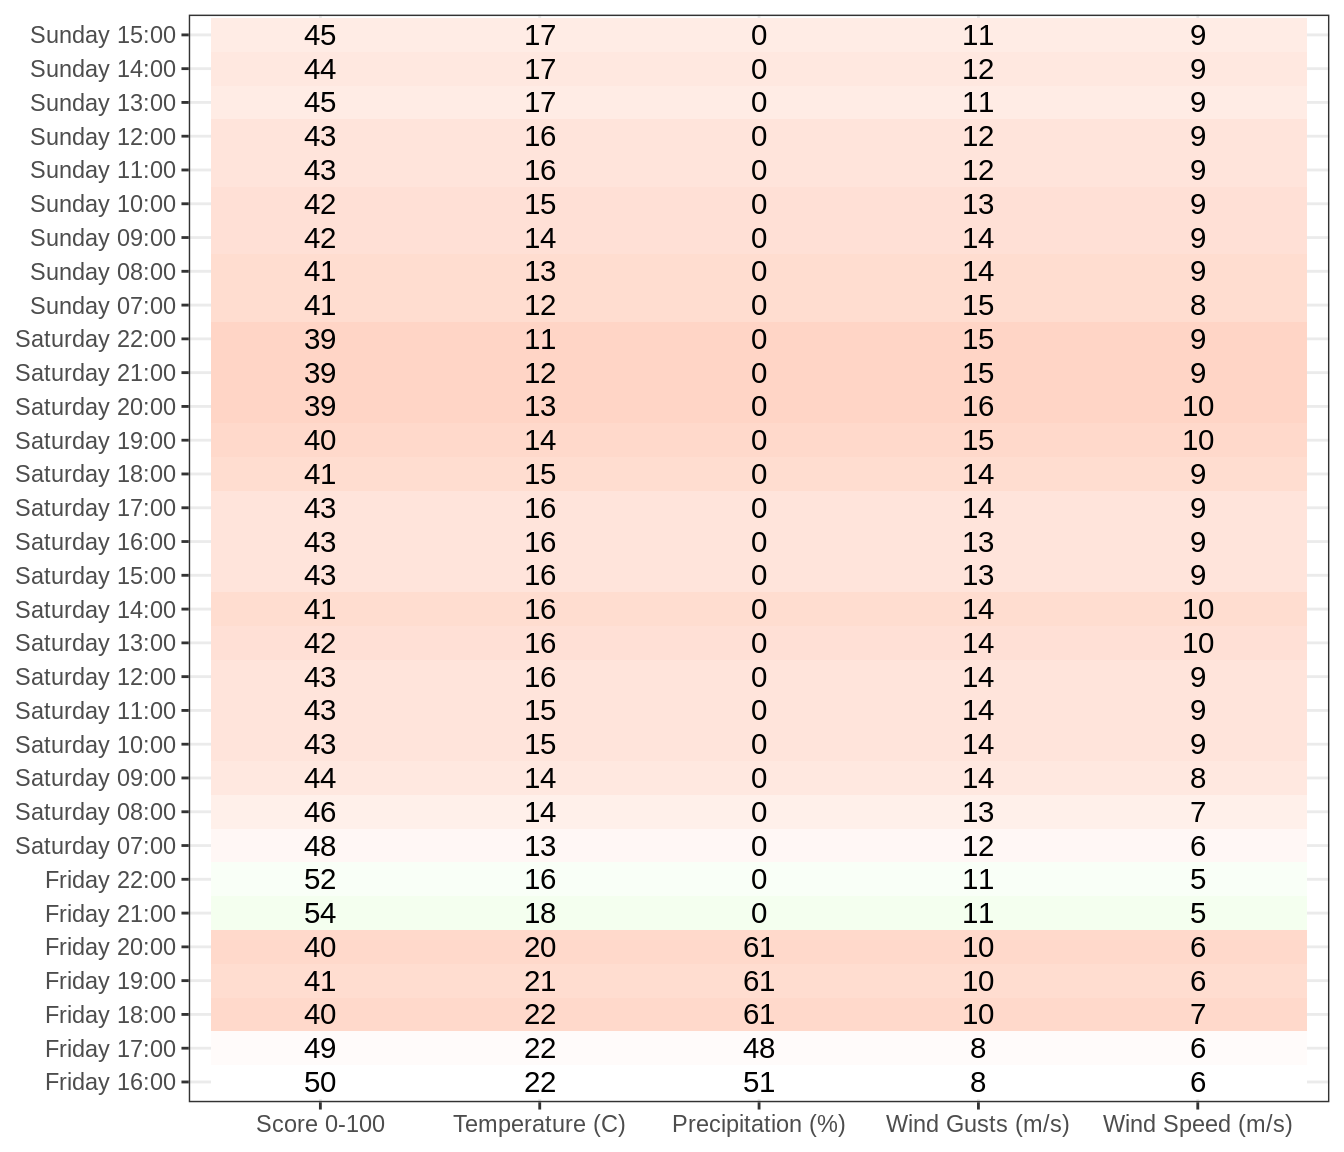 Sunday 15:00 45 17 0 11 9
Sunday 14:00 44 17 0 12 9
Sunday 13:00 45 17 0 11 9
Sunday 12:00 43 16 0 12 9
Sunday 11:00 43 16 0 12 9
Sunday 10:00 42 15 0 13 9
Sunday 09:00 42 14 0 14 9
Sunday 08:00 41 13 0 14 9
Sunday 07:00 41 12 0 15 8
Saturday 22:00 39 11 0 15 9
Saturday 21:00 39 12 0 15 9
Saturday 20:00 39 13 0 16 10
Saturday 19:00 40 14 0 15 10
Saturday 18:00 41 15 0 14 9
Saturday 17:00 43 16 0 14 9
Saturday 16:00 43 16 0 13 9
Saturday 15:00 43 16 0 13 9
Saturday 14:00 41 16 0 14 10
Saturday 13:00 42 16 0 14 10
Saturday 12:00 43 16 0 14 9
Saturday 11:00 43 15 0 14 9
Saturday 10:00 43 15 0 14 9
Saturday 09:00 44 14 0 14 8
Saturday 08:00 46 14 0 13 7
Saturday 07:00 48 13 0 12 6
Friday 22:00 52 16 0 11 5
Friday 21:00 54 18 0 11 5
Friday 20:00 40 20 61 10 6
Friday 19:00 41 21 61 10 6
Friday 18:00 40 22 61 10 7
Friday 17:00 49 22 48 8 6
Friday 16:00 50 22 51 8 6
Score 0-100 Temperature (C) Precipitation (%) Wind Gusts (m/s) Wind Speed (m/s)